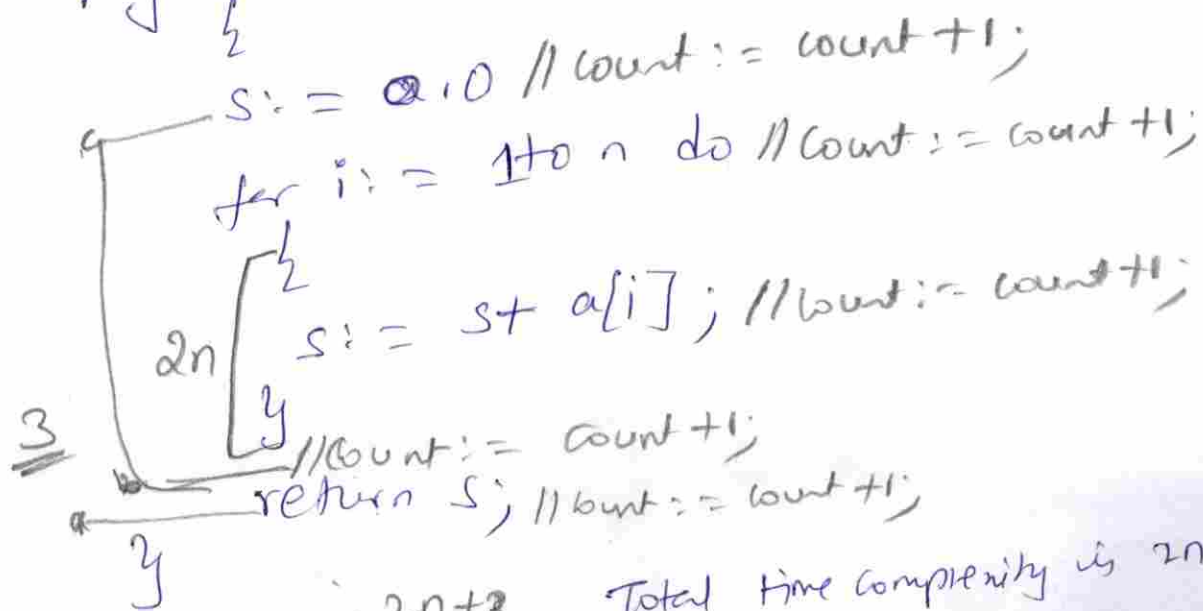 {
s := 0.0 // count := count +1;
for i := 1 to n do // Count := count +1;
{
2n s := s+ a[i]; // count := count +1;
}
3 // Count := count +1;
return s; // count := count +1;
}
2n+3 Total time complexity is 2n